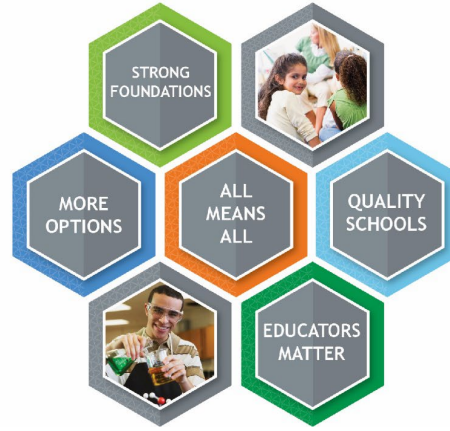 STRONG
FOUNDATIONS
MORE
OPTIONS
ALL
MEANS
ALL
QUALITY
SCHOOLS
EDUCATORS
MATTER